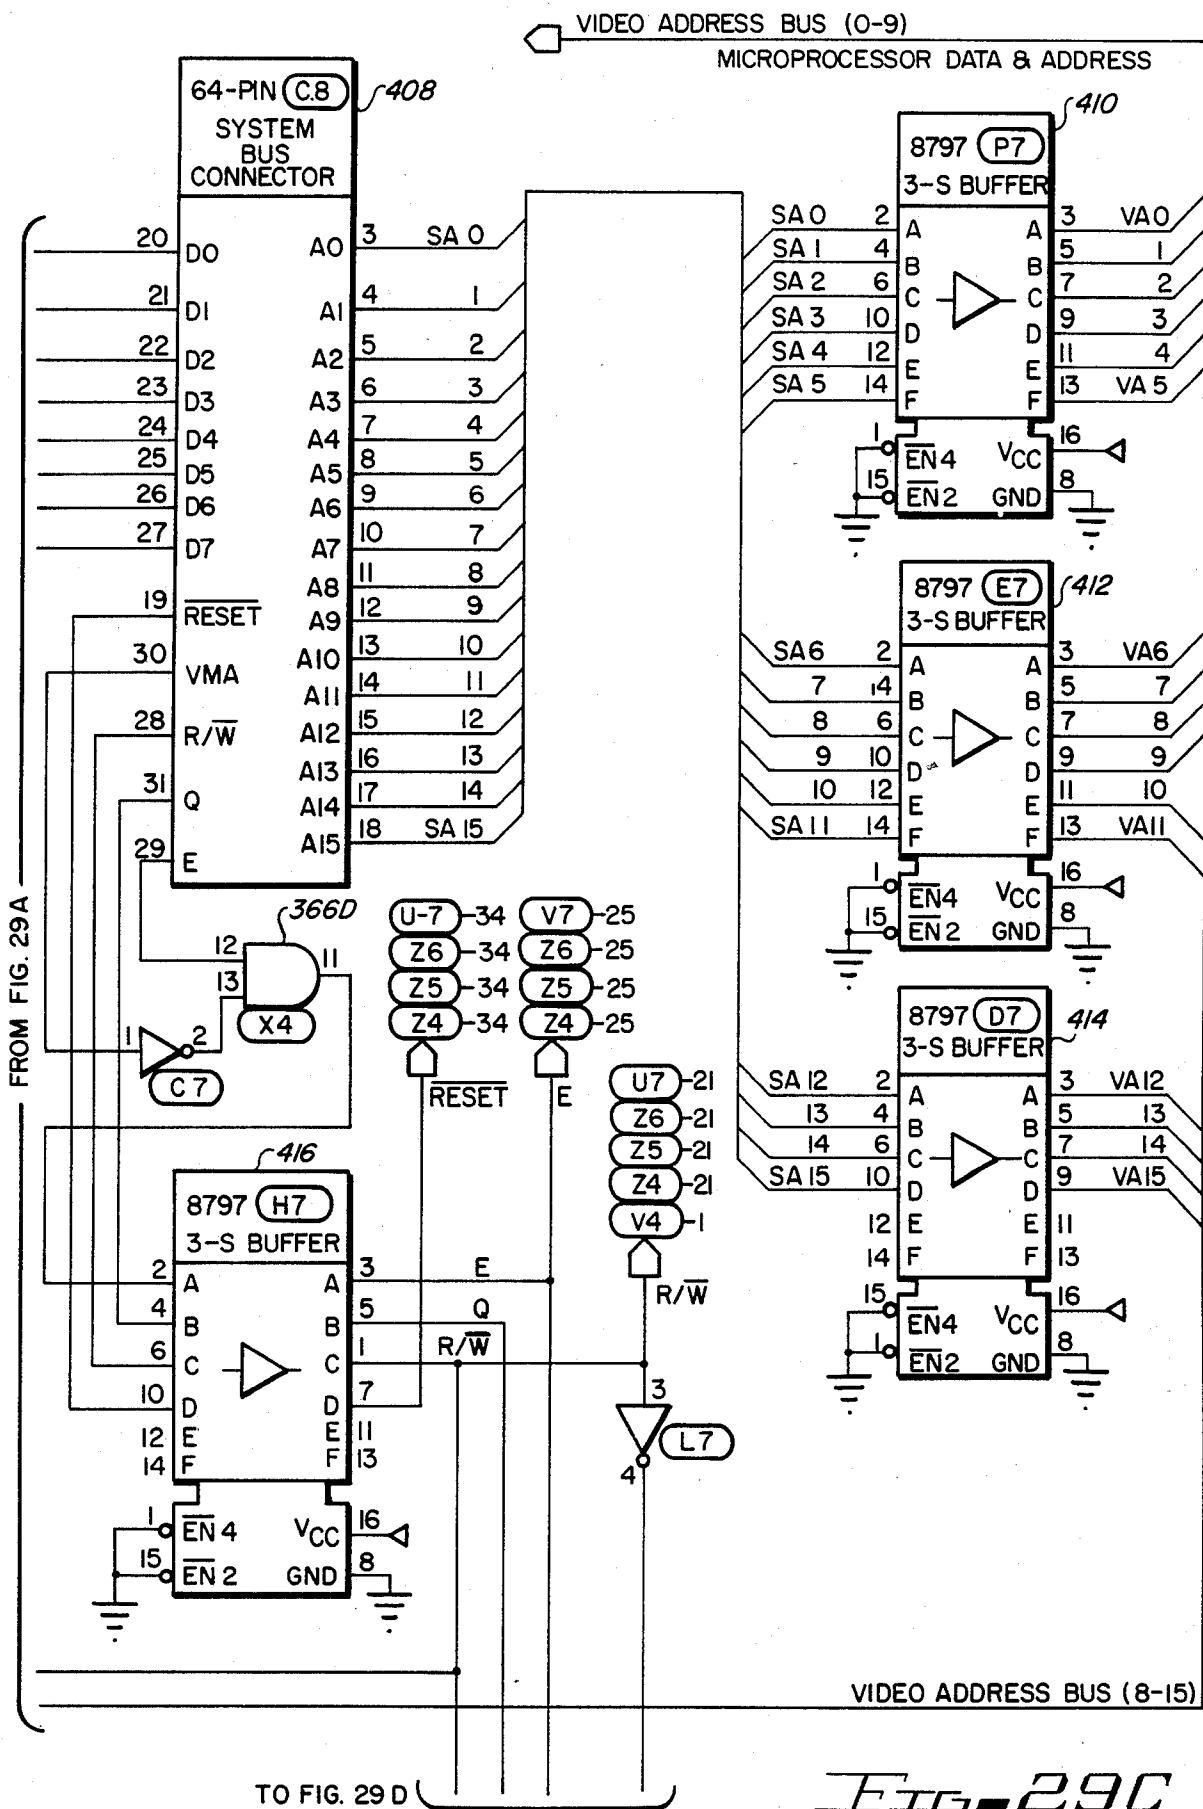 VIDEO ADDRESS BUS (0-9)
MICROPROCESSOR DATA & ADDRESS
64-PIN C.8 408
SYSTEM
BUS
CONNECTOR
20 D0 A0 3 SA 0
21 D1 A1 4 1
22 D2 A2 5 2
23 D3 A3 6 3
24 D4 A4 7 4
25 D5 A5 8 5
26 D6 A6 9 6
27 D7 A7 10 7
A8 11 8
19 RESET A9 12 9
A10 13 10
30 VMA A11 14 11
28 R/W A12 15 12
A13 16 13
31 Q A14 17 14
A15 18 SA 15
29 E
FROM FIG. 29A
366D
12 11
13
X4
1 2
C7
U-7 -34
Z6 -34
Z5 -34
Z4 -34
RESET
V7 -25
Z6 -25
Z5 -25
Z4 -25
E
U7 -21
Z6 -21
Z5 -21
Z4 -21
V4 -1
R/W
416
8797 H7
3-S BUFFER
2 A A 3 E
4 B B 5 Q
6 C C 1 R/W
10 D D 7
12 E E 11
14 F F 13
1 EN4 VCC 16
15 EN2 GND 8
3
L7
4
410
8797 P7
3-S BUFFER
SA 0 2 A A 3 VA0
SA 1 4 B B 5 1
SA 2 6 C C 7 2
SA 3 10 D D 9 3
SA 4 12 E E 11 4
SA 5 14 F F 13 VA 5
1 EN4 VCC 16
15 EN2 GND 8
412
8797 E7
3-S BUFFER
SA6 2 A A 3 VA6
7 14 B B 5 7
8 6 C C 7 8
9 10 D D 9 9
10 12 E E 11 10
SA11 14 F F 13 VA11
1 EN4 VCC 16
15 EN2 GND 8
414
8797 D7
3-S BUFFER
SA 12 2 A A 3 VA12
13 4 B B 5 13
14 6 C C 7 14
SA 15 10 D D 9 VA15
12 E E 11
14 F F 13
15 EN4 VCC 16
1 EN2 GND 8
VIDEO ADDRESS BUS (8-15)
TO FIG. 29D
FIG-29C